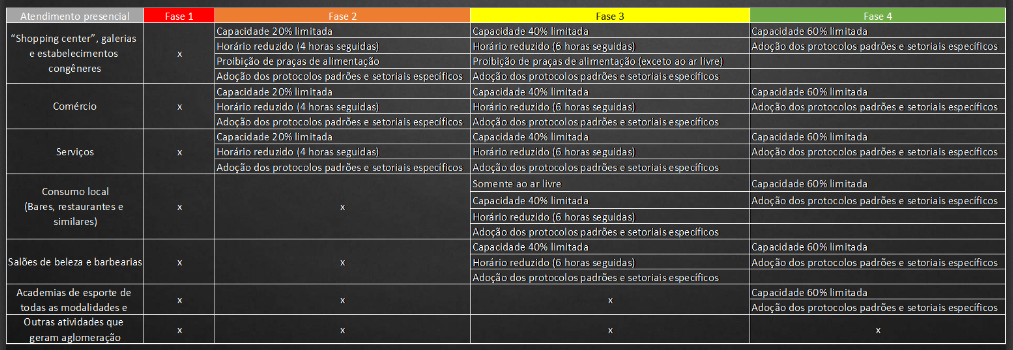 Atendimento presencial Fase 1 Fase 2 Fase 3 Fase 4
"Shopping center", galerias
e estabelecimentos
congêneres
x
Capacidade 20% limitada
Horário reduzido (4 horas seguidas)
Proibição de praças de alimentação
Adoção dos protocolos padrões e setoriais específicos
Capacidade 40% limitada
Horário reduzido (6 horas seguidas)
Proibição de praças de alimentação (exceto ao ar livre)
Adoção dos protocolos padrões e setoriais específicos
Capacidade 60% limitada
Adoção dos protocolos padrões e setoriais específicos
Comércio
x
Capacidade 20% limitada
Horário reduzido (4 horas seguidas)
Adoção dos protocolos padrões e setoriais específicos
Capacidade 40% limitada
Horário reduzido (6 horas seguidas)
Adoção dos protocolos padrões e setoriais específicos
Capacidade 60% limitada
Adoção dos protocolos padrões e setoriais específicos
Serviços
x
Capacidade 20% limitada
Horário reduzido (4 horas seguidas)
Adoção dos protocolos padrões e setoriais específicos
Capacidade 40% limitada
Horário reduzido (6 horas seguidas)
Adoção dos protocolos padrões e setoriais específicos
Capacidade 60% limitada
Adoção dos protocolos padrões e setoriais específicos
Consumo local
(Bares, restaurantes e
similares)
x
x
Somente ao ar livre
Capacidade 40% limitada
Horário reduzido (6 horas seguidas)
Adoção dos protocolos padrões e setoriais específicos
Capacidade 60% limitada
Adoção dos protocolos padrões e setoriais específicos
Salões de beleza e barbearias
x
x
Capacidade 40% limitada
Horário reduzido (6 horas seguidas)
Adoção dos protocolos padrões e setoriais específicos
Capacidade 60% limitada
Adoção dos protocolos padrões e setoriais específicos
Academias de esporte de
todas as modalidades e
x
x
x
Capacidade 60% limitada
Adoção dos protocolos padrões e setoriais específicos
Outras atividades que
geram aglomeração
x
x
x
x